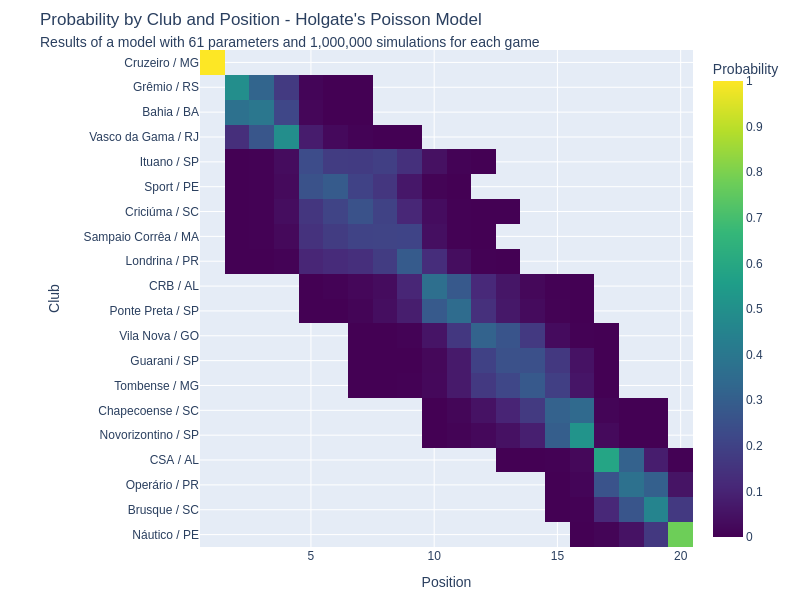 Probability by Club and Position - Holgate's Poisson Model
Results of a model with 61 parameters and 1,000,000 simulations for each game
Probability
Club
Cruzeiro / MG
Grêmio / RS
Bahia / BA
Vasco da Gama / RJ
Ituano / SP
Sport / PE
Criciúma / SC
Sampaio Corrêa / MA
Londrina / PR
CRB / AL
Ponte Preta / SP
Vila Nova / GO
Guarani / SP
Tombense / MG
Chapecoense / SC
Novorizontino / SP
CSA / AL
Operário / PR
Brusque / SC
Náutico / PE
5 10 15 20
Position
1
0.9
0.8
0.7
0.6
0.5
0.4
0.3
0.2
0.1
0